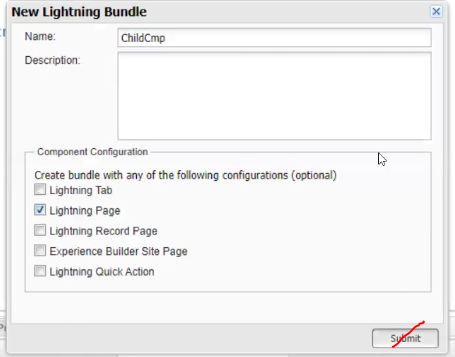 New Lightning Bundle
Name: ChildCmp
Description:
Component Configuration
Create bundle with any of the following configurations (optional)
Lightning Tab
Lightning Page
Lightning Record Page
Experience Builder Site Page
Lightning Quick Action
Submit